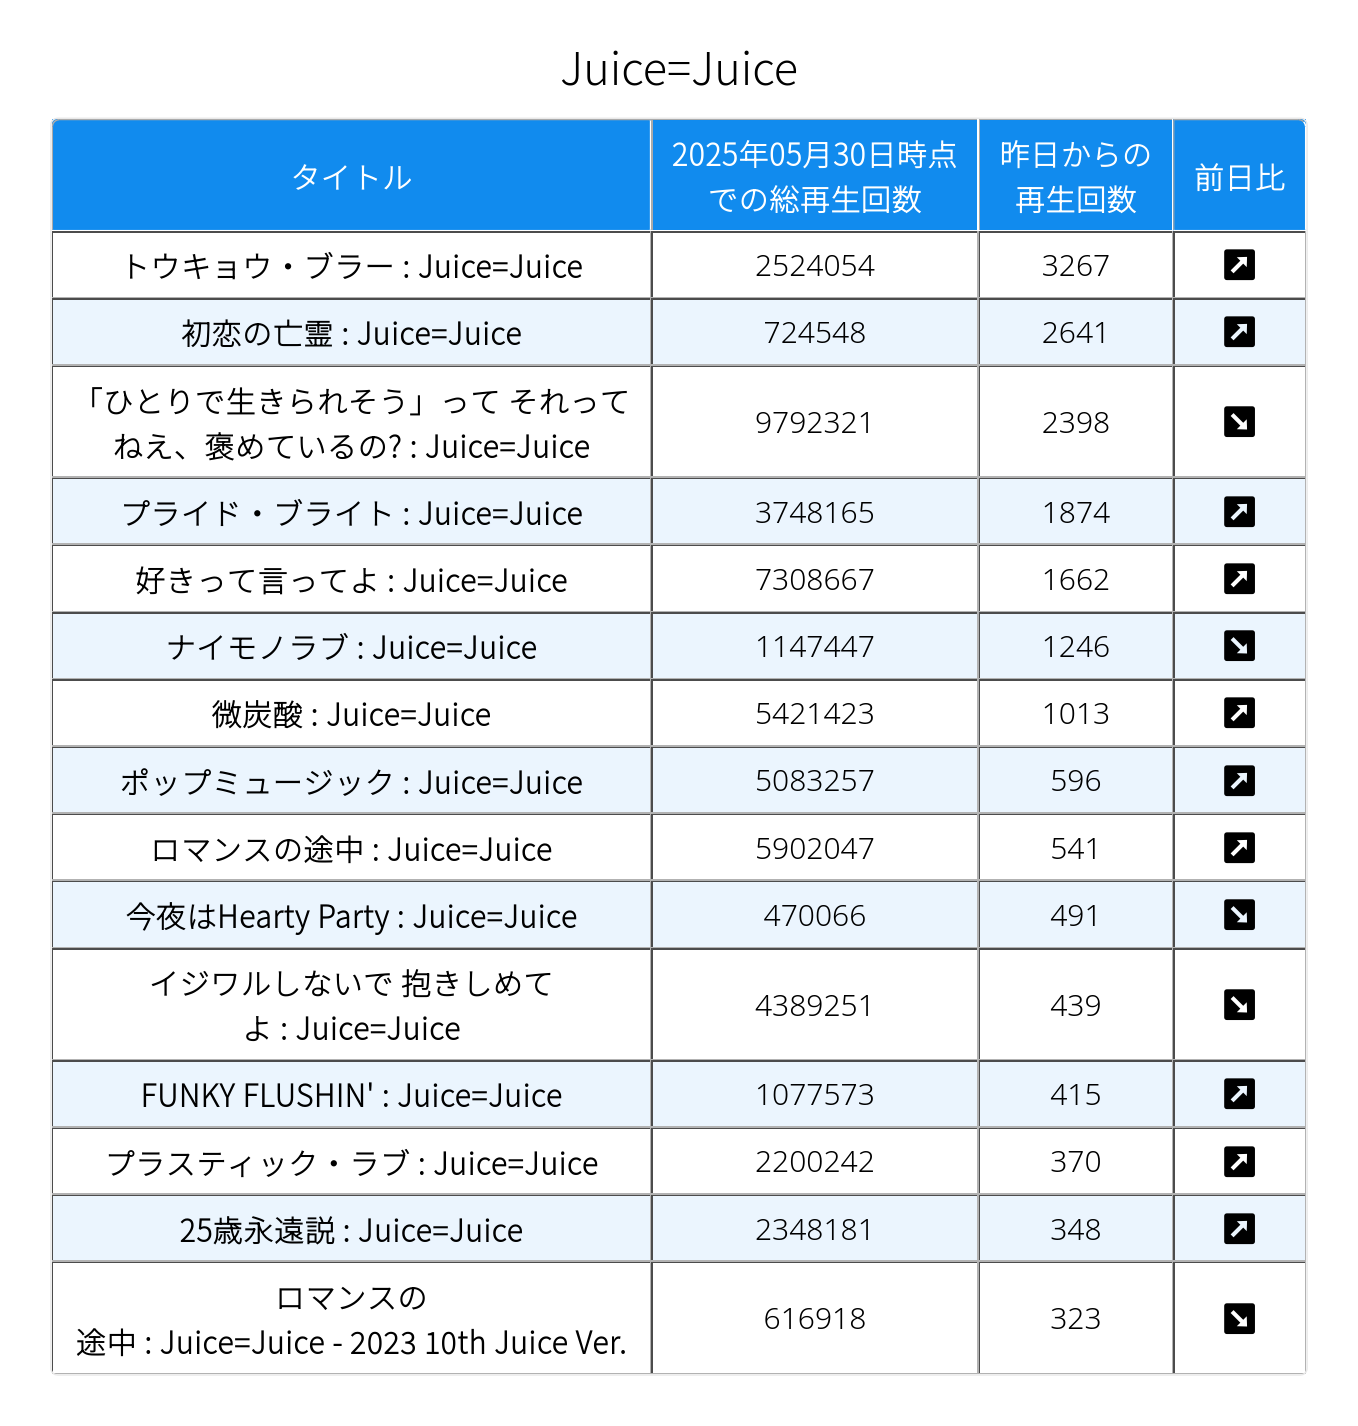 Juice=Juice
タイトル
2025年05月30日時点
での総再生回数
昨日からの
再生回数
前日比
トウキョウ・ブラー : Juice=Juice
2524054
3267
初恋の亡霊 : Juice=Juice
724548
2641
「ひとりで生きられそう」って それって
ねえ、褒めているの? : Juice=Juice
9792321
2398
プライド・ブライト : Juice=Juice
3748165
1874
好きって言ってよ : Juice=Juice
7308667
1662
ナイモノラブ : Juice=Juice
1147447
1246
微炭酸 : Juice=Juice
5421423
1013
ポップミュージック : Juice=Juice
5083257
596
ロマンスの途中 : Juice=Juice
5902047
541
今夜はHearty Party : Juice=Juice
470066
491
イジワルしないで 抱きしめて
よ : Juice=Juice
4389251
439
FUNKY FLUSHIN' : Juice=Juice
1077573
415
プラスティック・ラブ : Juice=Juice
2200242
370
25歳永遠説 : Juice=Juice
2348181
348
ロマンスの
途中 : Juice=Juice - 2023 10th Juice Ver.
616918
323